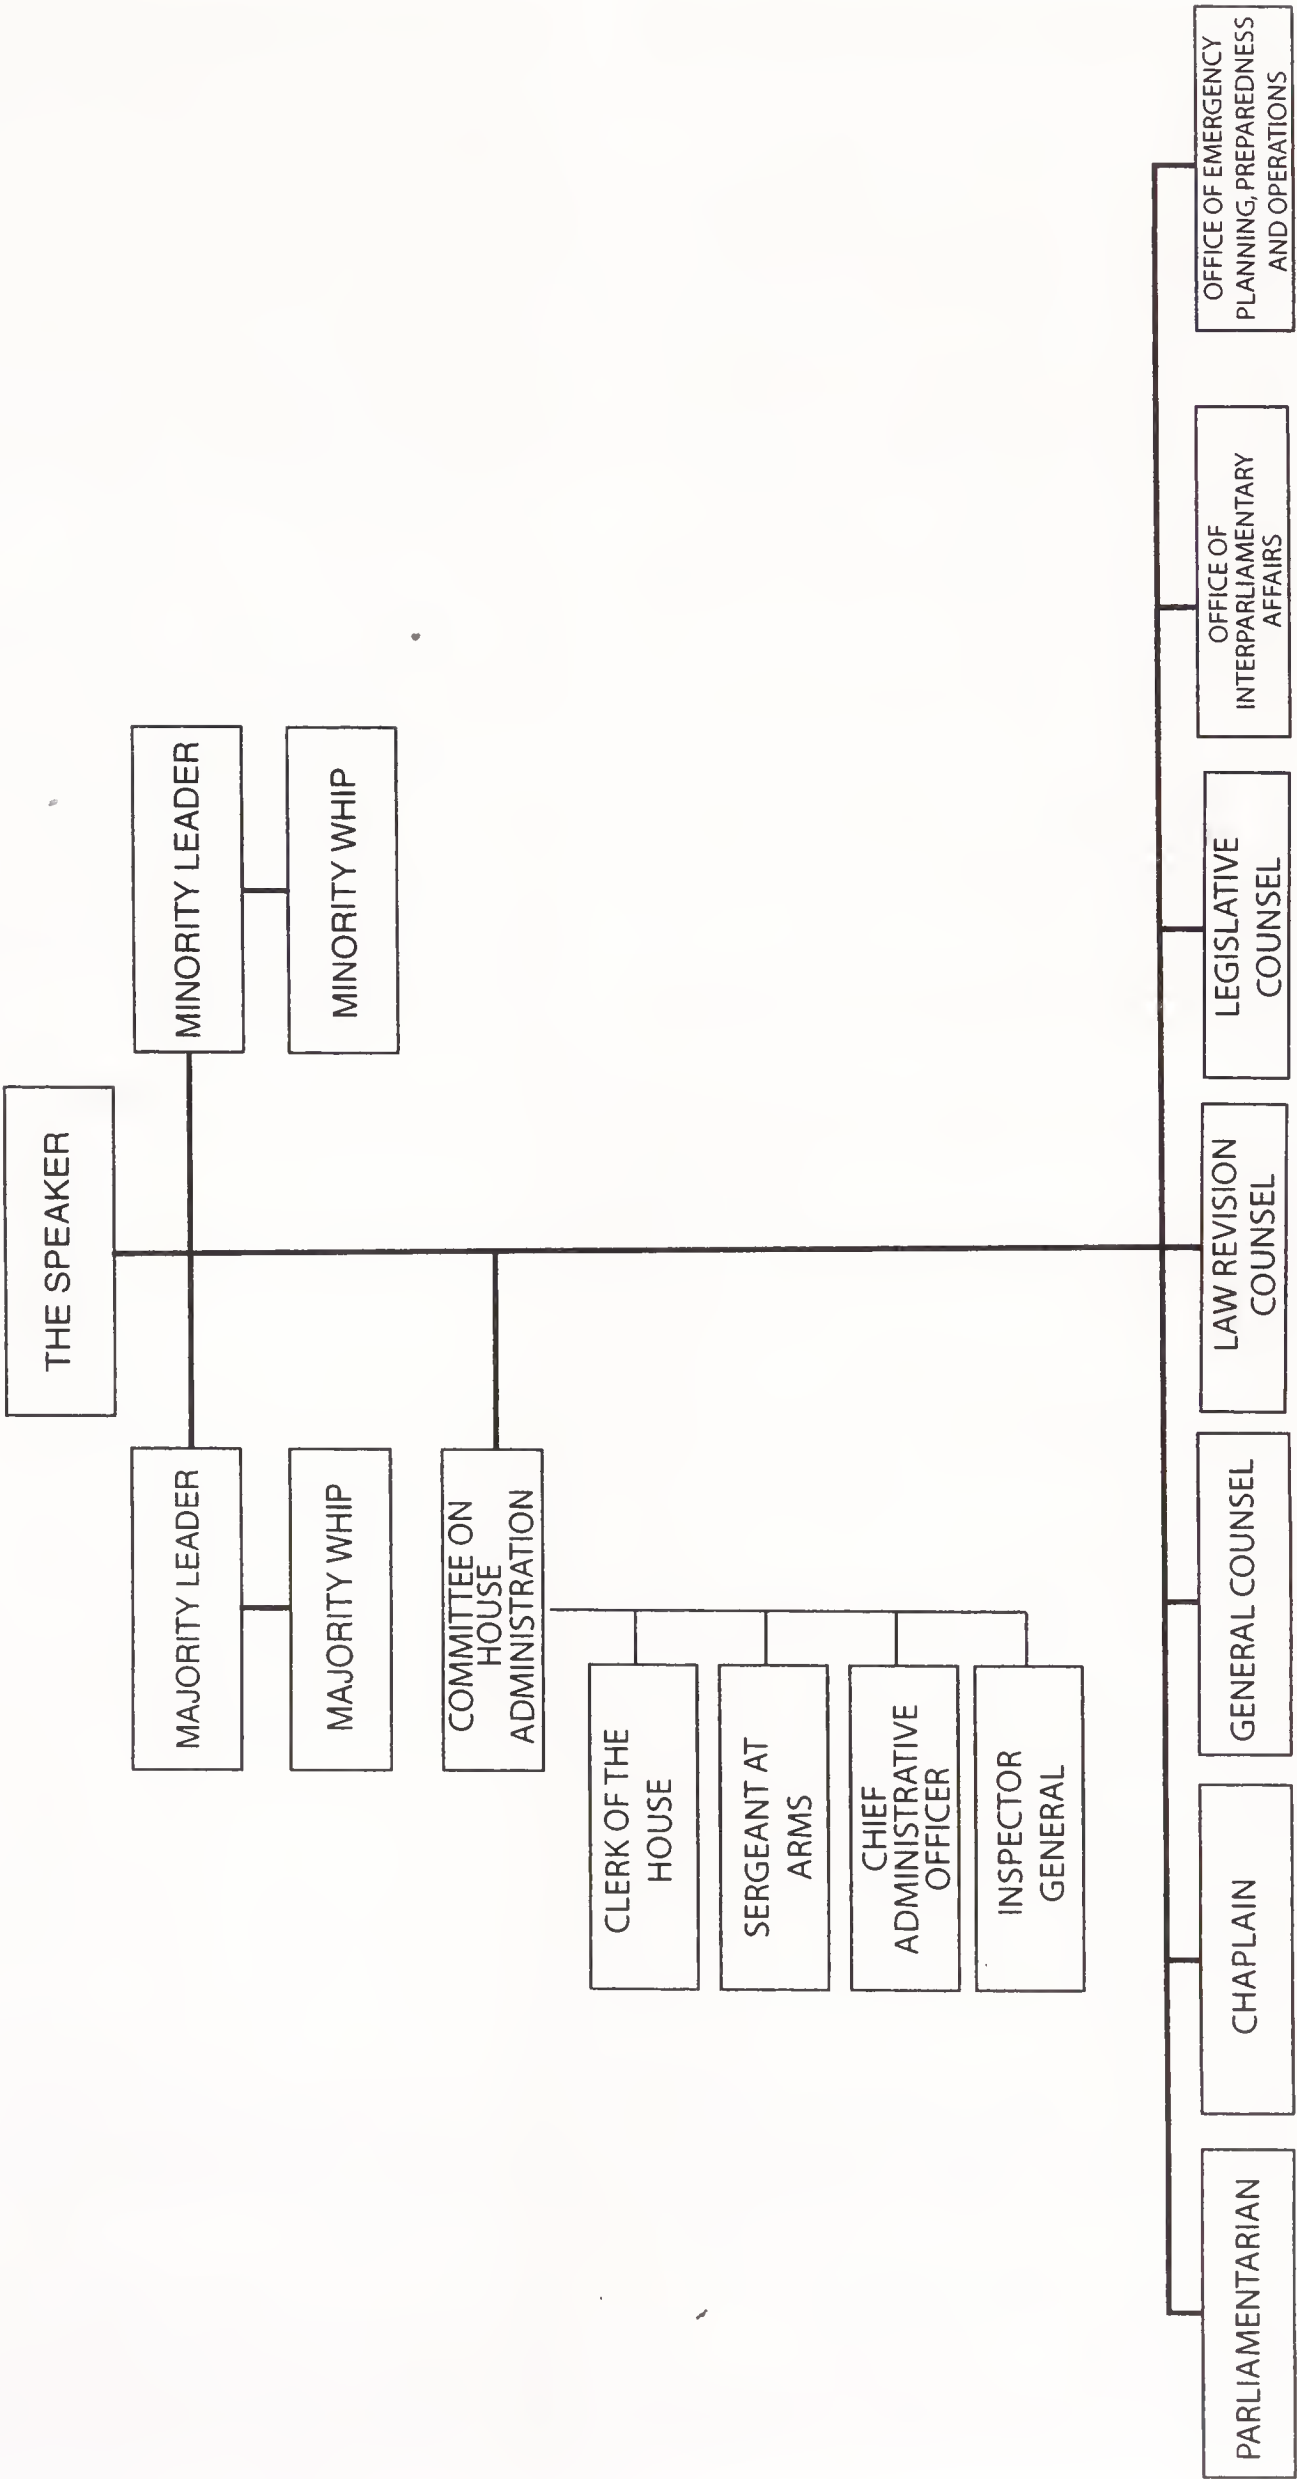 THE SPEAKER
MAJORITY LEADER
MINORITY LEADER
MAJORITY WHIP
MINORITY WHIP
COMMITTEE ON
HOUSE
ADMINISTRATION
CLERK OF THE
HOUSE
SERGEANT AT
ARMS
CHIEF
ADMINISTRATIVE
OFFICER
INSPECTOR
GENERAL
PARLIAMENTARIAN
CHAPLAIN
GENERAL COUNSEL
LAW REVISION
COUNSEL
LEGISLATIVE
COUNSEL
OFFICE OF
INTERPARLIAMENTARY
AFFAIRS
OFFICE OF EMERGENCY
PLANNING, PREPAREDNESS
AND OPERATIONS